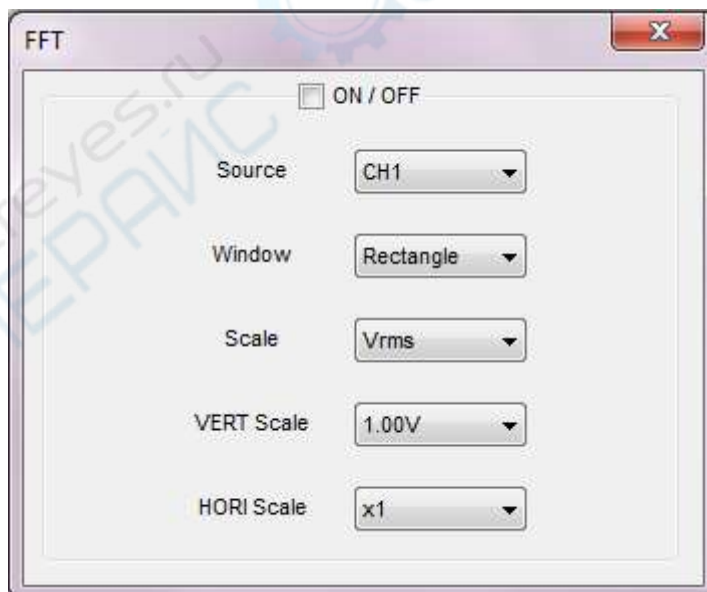 FFT
ON / OFF
Source CH1
Window Rectangle
Scale Vrms
VERT Scale 1.00V
HORI Scale x1